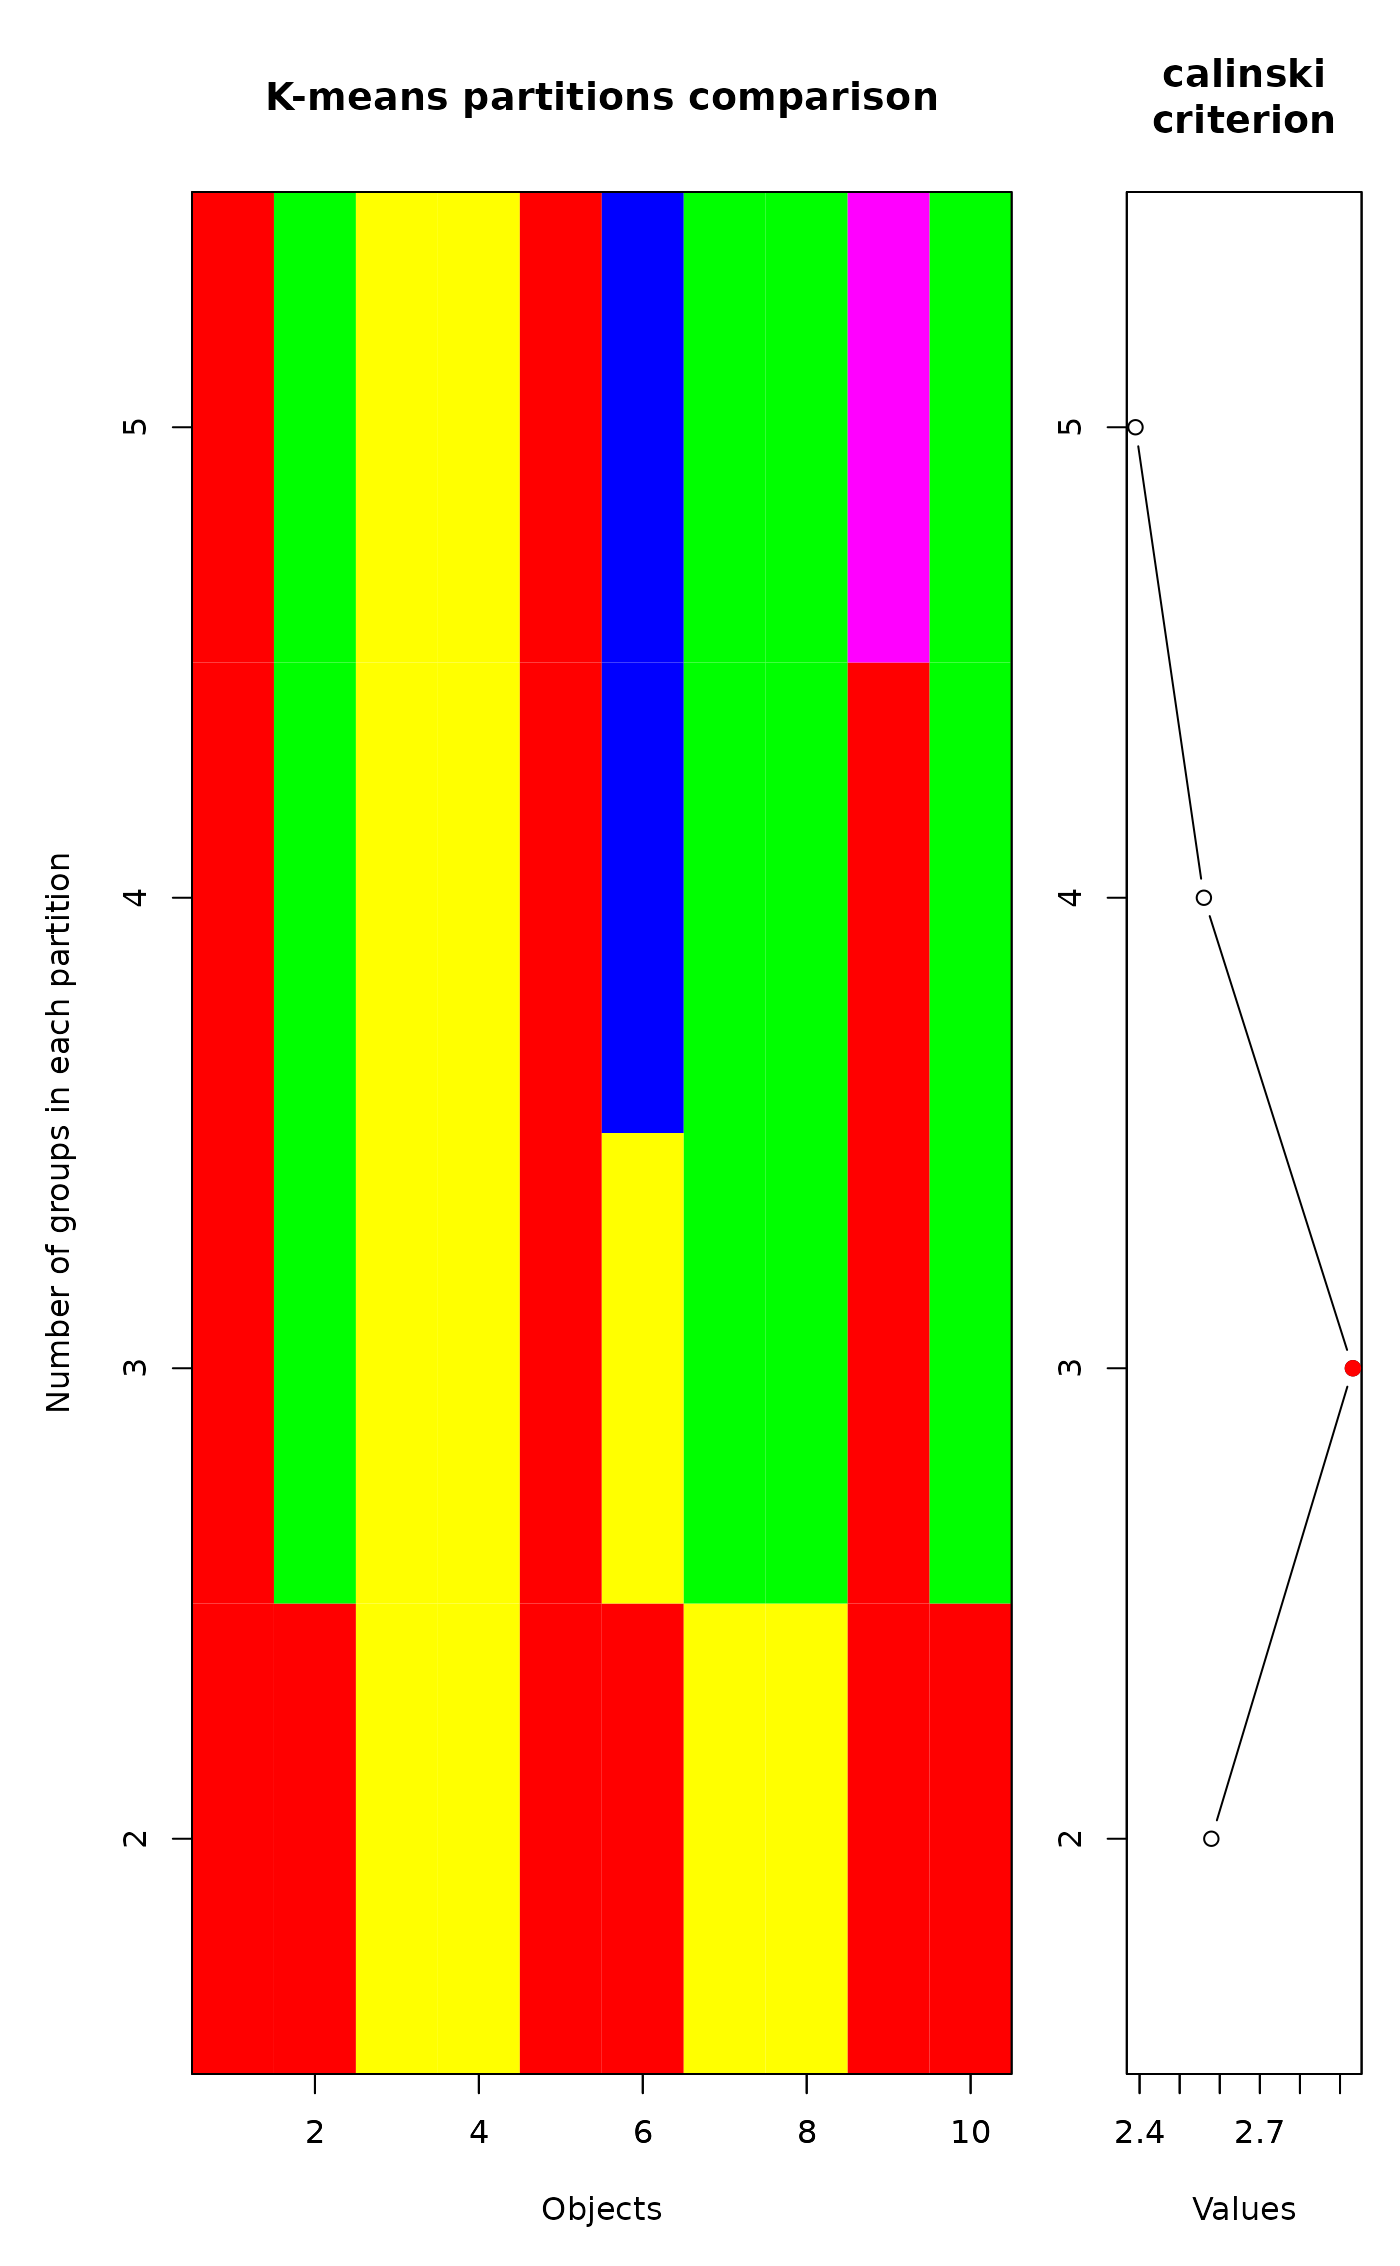 K-means partitions comparison
calinski
criterion
Number of groups in each partition
5
4
3
2
2 4 6 8 10
Objects
5
4
3
2
2.4 2.7
Values